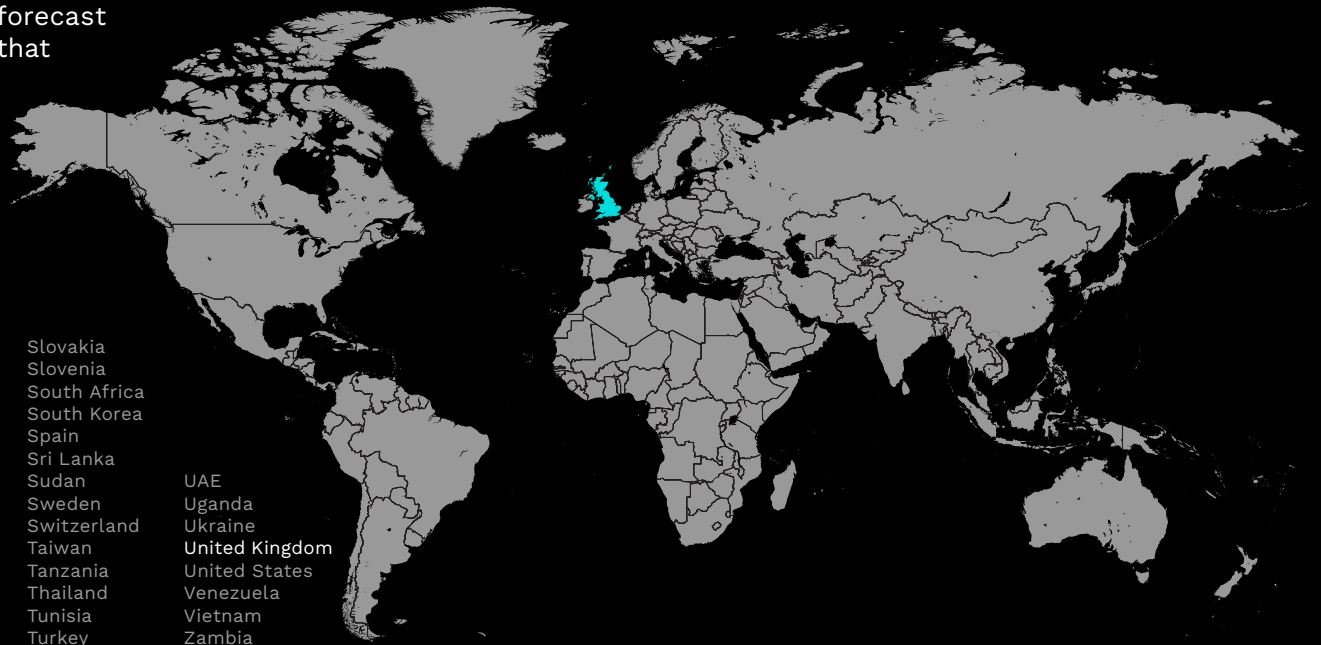 forecast
that
Slovakia
Slovenia
South Africa
South Korea
Spain
Sri Lanka
Sudan
Sweden
Switzerland
Taiwan
Tanzania
Thailand
Tunisia
Turkey
UAE
Uganda
Ukraine
United Kingdom
United States
Venezuela
Vietnam
Zambia